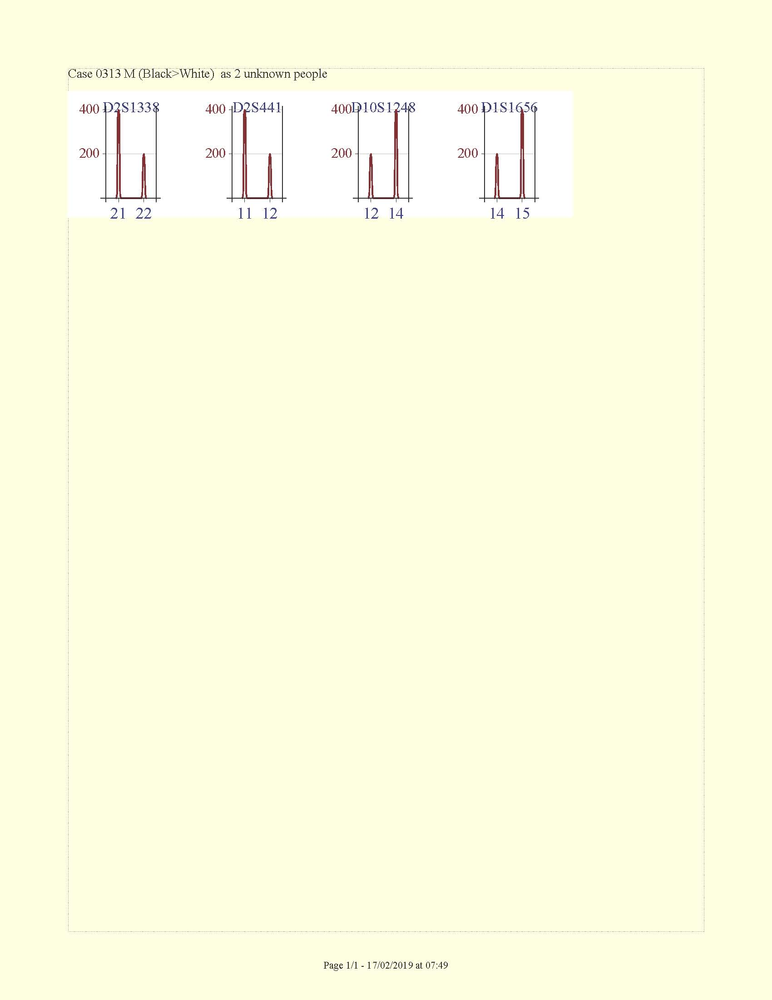 Case 0313 M (Black>White)  as 2 unknown people
D2S1338 D2S441 D10S1248 D1S1656
400 400 400 400
200 200 200 200
21 22 11 12 12 14 14 15
Page 1/1 - 17/02/2019 at 07:49